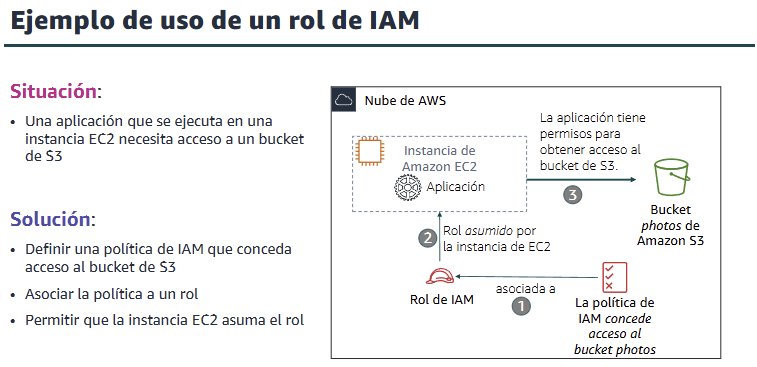 Ejemplo de uso de un rol de IAM
Situación:
• Una aplicación que se ejecuta en una
instancia EC2 necesita acceso a un bucket
de S3
Solución:
• Definir una política de IAM que conceda
acceso al bucket de S3
• Asociar la política a un rol
• Permitir que la instancia EC2 asuma el rol
Nube de AWS
Instancia de
Amazon EC2
Aplicación
La aplicación tiene
permisos para
obtener acceso al
bucket de S3.
3
Bucket
photos de
Amazon S3
2
Rol asumido por
la instancia de EC2
Rol de IAM
asociada a
1
La política de
IAM concede
acceso al
bucket photos